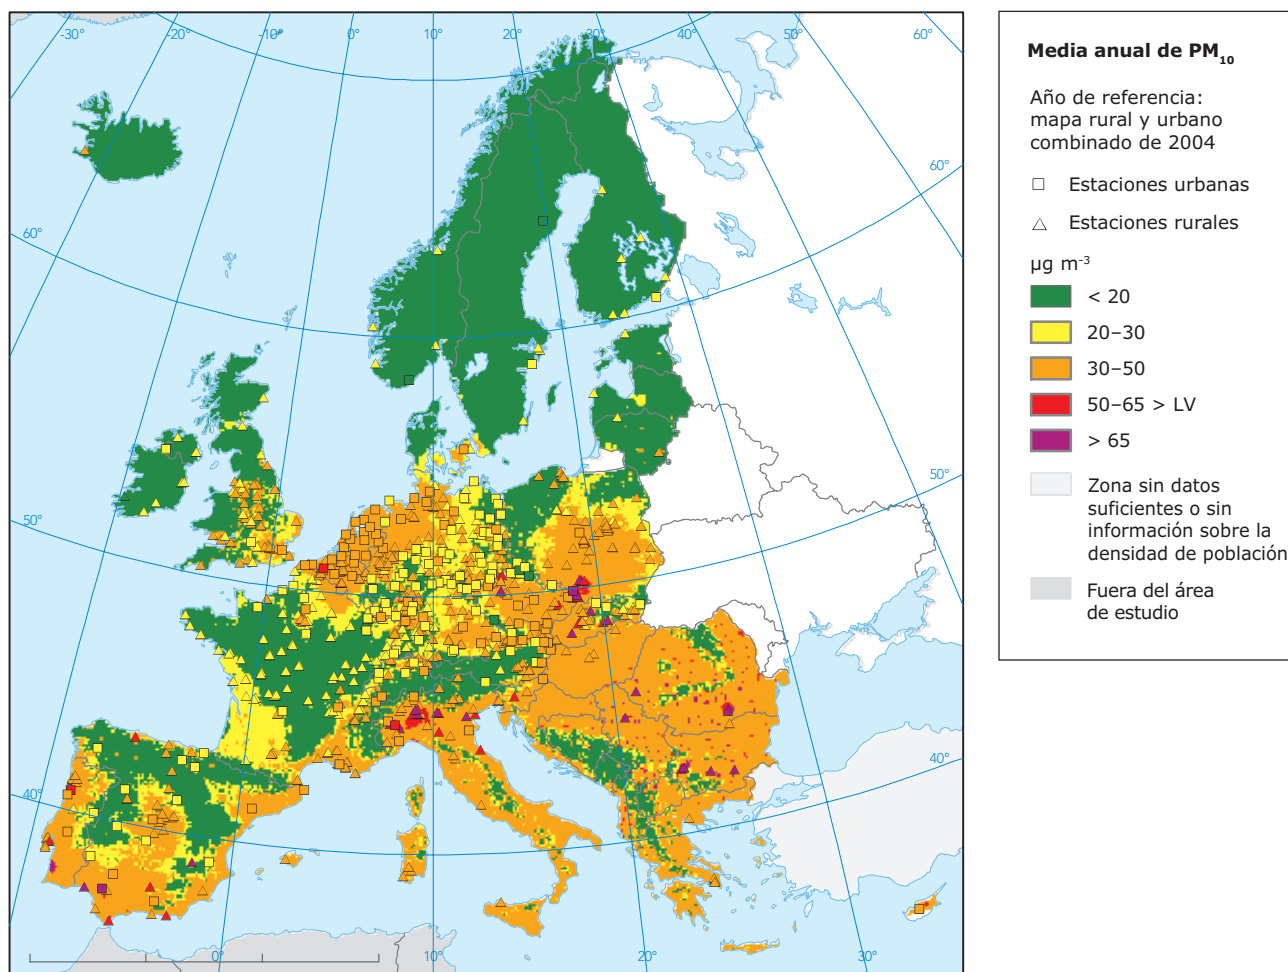 -30° -20° -10° 0° 10° 20° 30° 40° 50° 60°
60°
60°
50°
50°
40°
40°
0° 10° 20° 30°
Media anual de PM10
Año de referencia:
mapa rural y urbano
combinado de 2004
Estaciones urbanas
Estaciones rurales
µg m-3
< 20
20–30
30–50
50–65 > LV
> 65
Zona sin datos
suficientes o sin
información sobre la
densidad de población
Fuera del área
de estudio